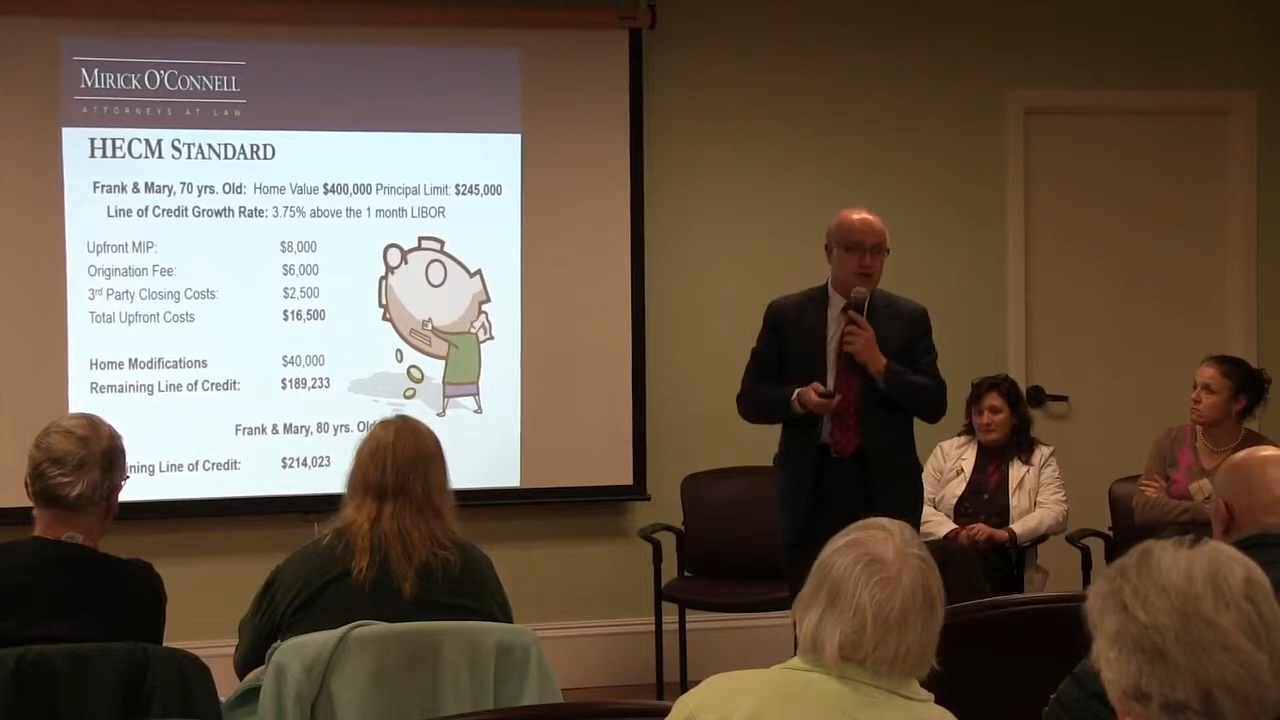 MIRICK O'CONNELL
ATTORNEYS AT LAW
HECM STANDARD
Frank & Mary, 70 yrs. Old: Home Value $400,000 Principal Limit: $245,000
Line of Credit Growth Rate: 3.75% above the 1 month LIBOR
Upfront MIP: $8,000
Origination Fee: $6,000
3rd Party Closing Costs: $2,500
Total Upfront Costs $16,500
Home Modifications $40,000
Remaining Line of Credit: $189,233
Frank & Mary, 80 yrs. Old
ining Line of Credit: $214,023